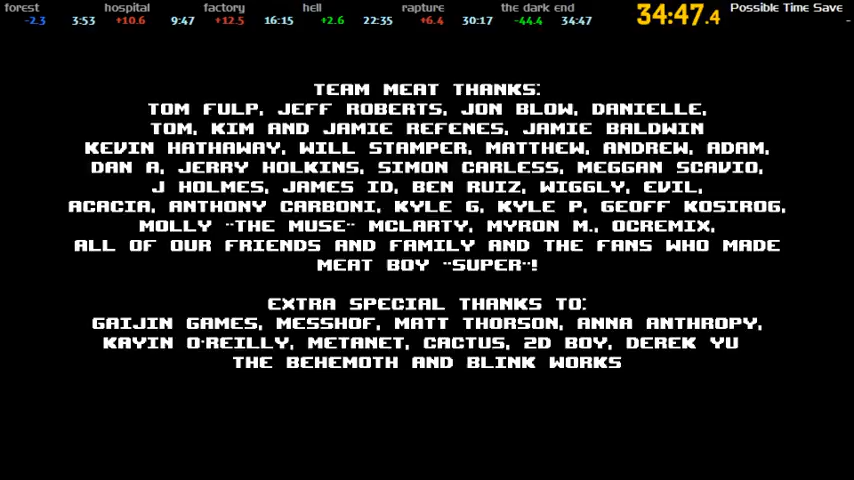 forest hospital factory hell rapture the dark end 34:47.4 Possible Time Save
-2.3 3:53 +10.6 9:47 +12.5 16:15 +2.6 22:35 +6.4 30:17 -44.4 34:47 -
TEAM MEAT THANKS:
TOM FULP, JEFF ROBERTS, JON BLOW, DANIELLE,
TOM, KIM AND JAMIE REFENES, JAMIE BALDWIN
KEVIN HATHAWAY, WILL STAMPER, MATTHEW, ANDREW, ADAM,
DAN A, JERRY HOLKINS, SIMON CARLESS, MEGGAN SCAVIO,
J HOLMES, JAMES ID, BEN RUIZ, WIGGLY, EVIL,
ACACIA, ANTHONY CARBONI, KYLE G, KYLE P, GEOFF KOSIROG,
MOLLY "THE MUSE" MCLARTY, MYRON M., OCREMIX,
ALL OF OUR FRIENDS AND FAMILY AND THE FANS WHO MADE
MEAT BOY "SUPER"!
EXTRA SPECIAL THANKS TO:
GAIJIN GAMES, MESSHOF, MATT THORSON, ANNA ANTHROPY,
KAYIN O'REILLY, METANET, CACTUS, 2D BOY, DEREK YU
THE BEHEMOTH AND BLINK WORKS